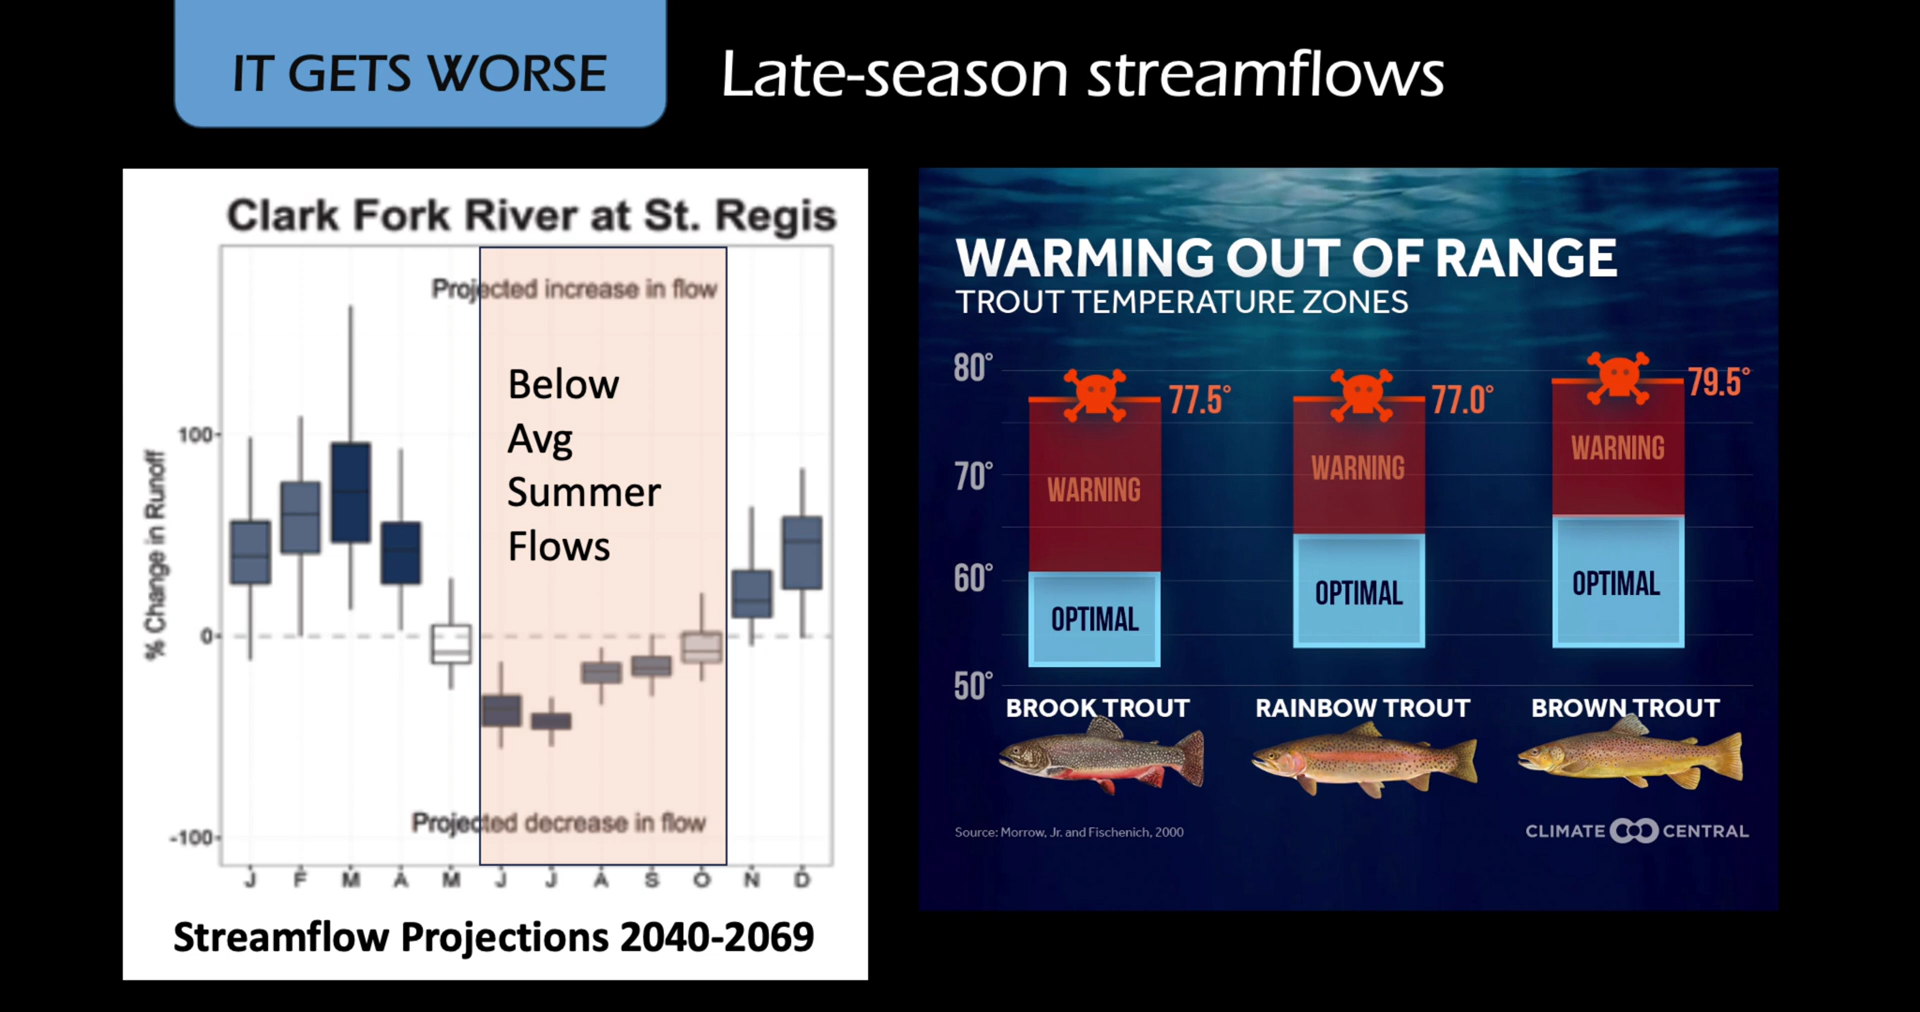 IT GETS WORSE
Late-season streamflows
Clark Fork River at St. Regis
Projected increase in flow
Below
Avg
Summer
Flows
% Change in Runoff
100
0
-100
Projected decrease in flow
J F M A M J J A S O N D
Streamflow Projections 2040-2069
WARMING OUT OF RANGE
TROUT TEMPERATURE ZONES
80°
70°
60°
50°
77.5°
77.0°
79.5°
WARNING
WARNING
WARNING
OPTIMAL
OPTIMAL
OPTIMAL
BROOK TROUT
RAINBOW TROUT
BROWN TROUT
Source: Morrow, Jr. and Fischenich, 2000
CLIMATE CENTRAL